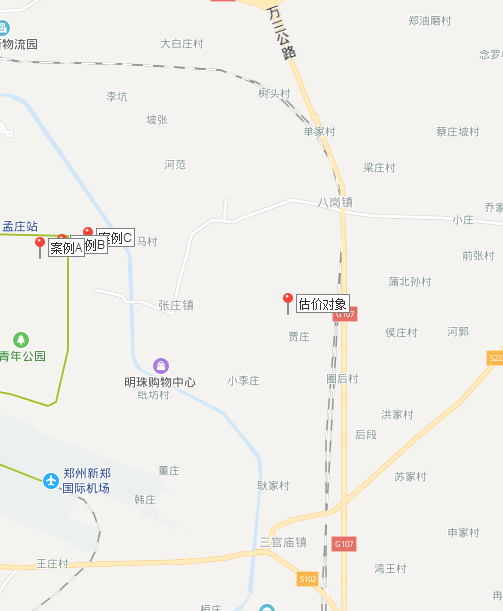 万三公路
郑油磨村
大白庄村
物流园
念罗
李坑
树头村
坡张
单家村
蔡庄坡村
河范
梁庄村
八岗镇
乔家
小庄
孟庄站
案例A
例B
案例C
马村
前张村
蒲北孙村
张庄镇
估价对象
G107
贾庄
侯庄村
河郭
青年公园
S22
明珠购物中心
纸坊村
小李庄
圈后村
洪家村
后段
郑州新郑
国际机场
董庄
韩庄
耿家村
苏家村
申家村
三官庙镇
G107
王庄村
S102
湾王村
冉
桓庄